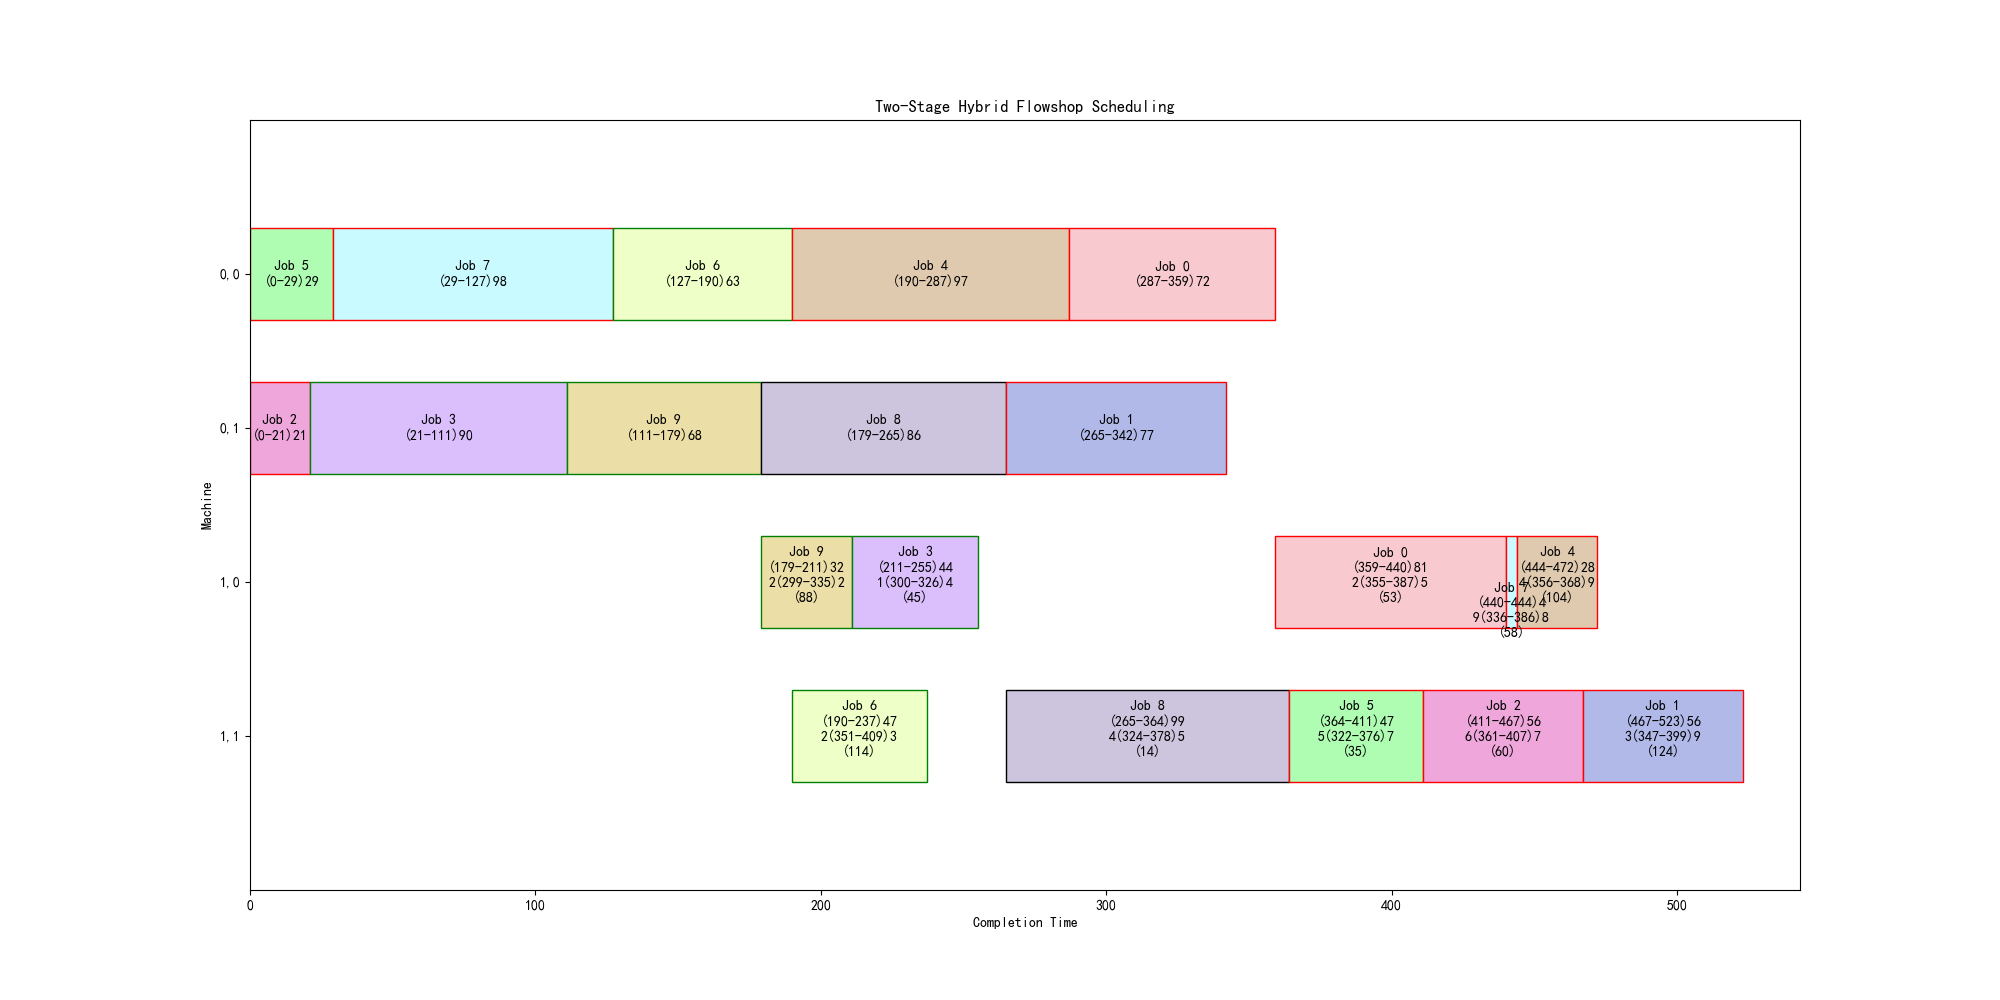 Two-Stage Hybrid Flowshop Scheduling
Machine
0,0
Job 5
(0-29)29
Job 7
(29-127)98
Job 6
(127-190)63
Job 4
(190-287)97
Job 0
(287-359)72
0,1
Job 2
(0-21)21
Job 3
(21-111)90
Job 9
(111-179)68
Job 8
(179-265)86
Job 1
(265-342)77
1,0
Job 9
(179-211)32
2(299-335)2
(88)
Job 3
(211-255)44
1(300-326)4
(45)
Job 0
(359-440)81
2(355-387)5
(53)
Job 7
(440-444)4
9(336-386)8
(58)
Job 4
(444-472)28
4(356-368)9
(104)
1,1
Job 6
(190-237)47
2(351-409)3
(114)
Job 8
(265-364)99
4(324-378)5
(14)
Job 5
(364-411)47
5(322-376)7
(35)
Job 2
(411-467)56
6(361-407)7
(60)
Job 1
(467-523)56
3(347-399)9
(124)
0
100
200
300
400
500
Completion Time